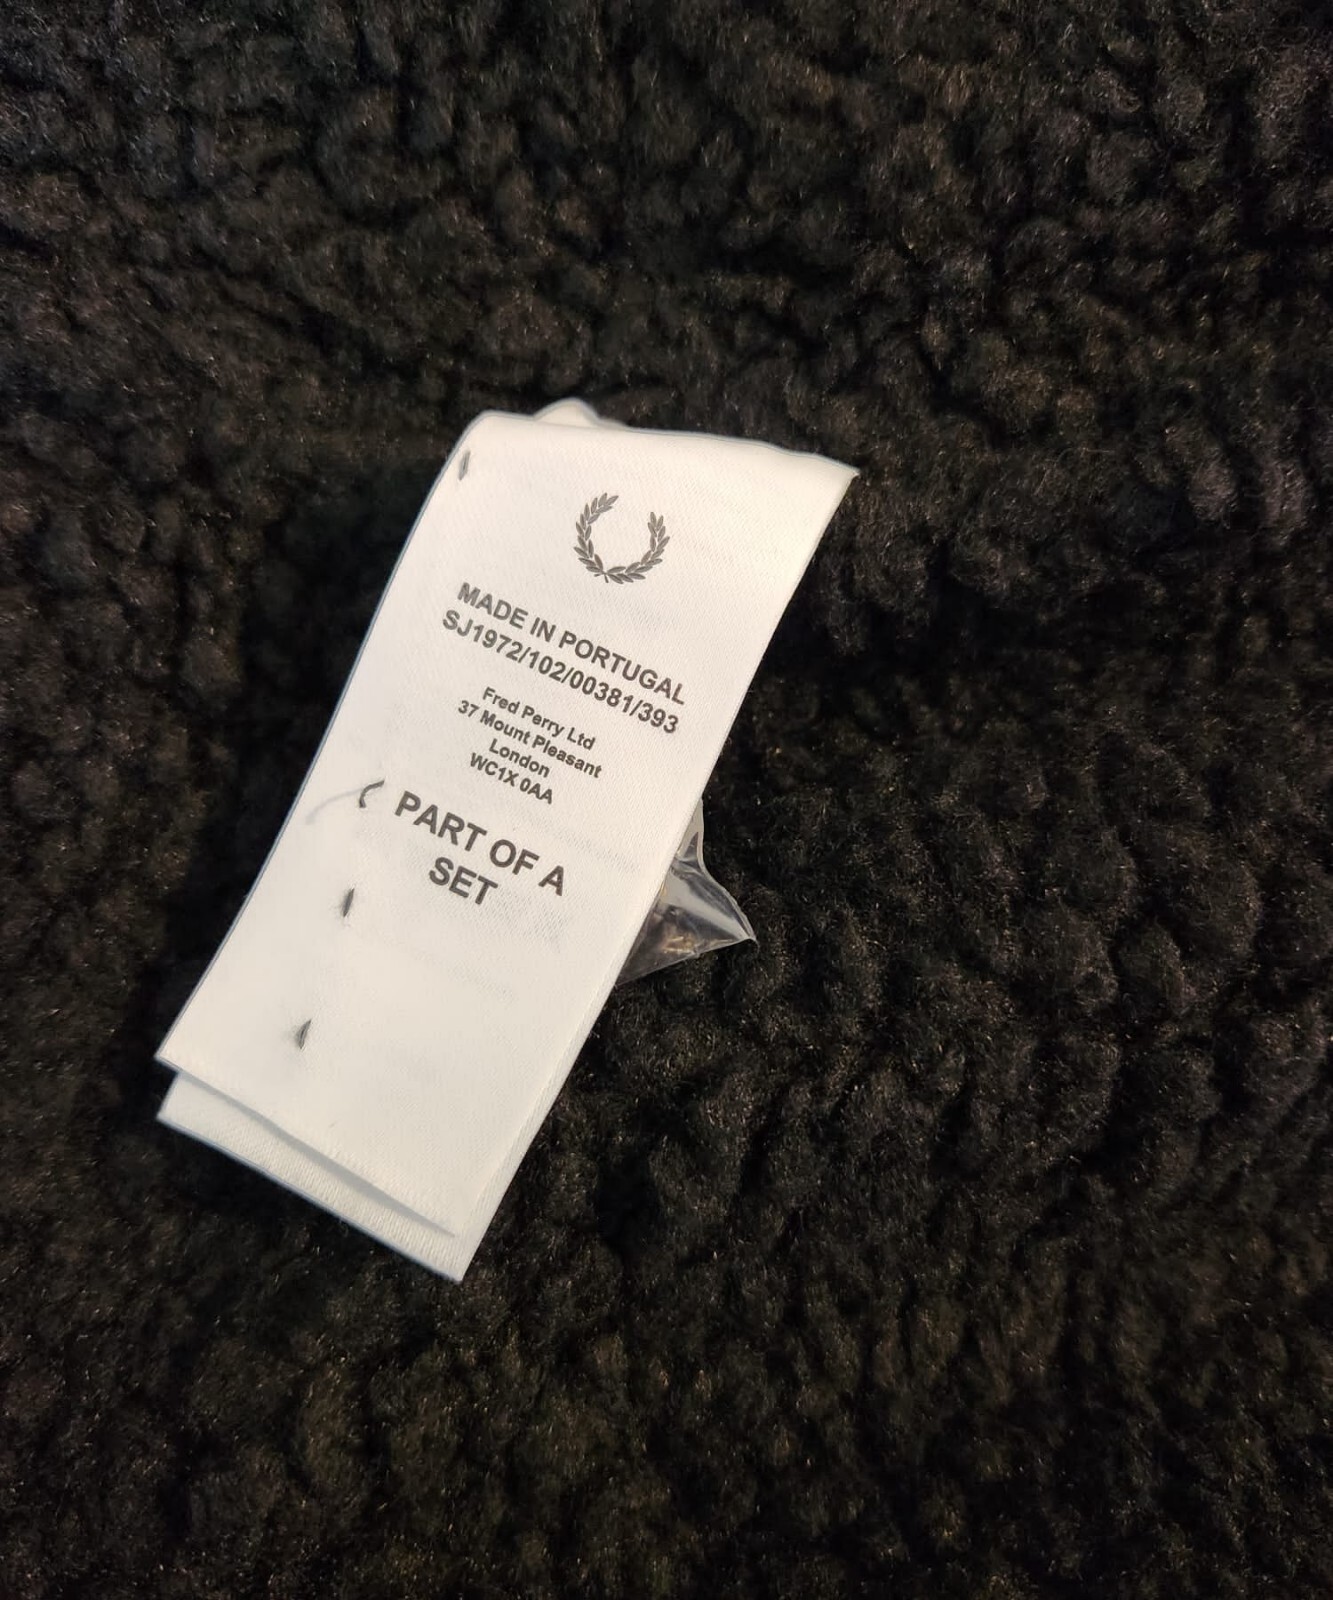 MADE IN PORTUGAL
SJ1972/102/00381/393
Fred Perry Ltd
37 Mount Pleasant
London
WC1X 0AA
PART OF A
SET